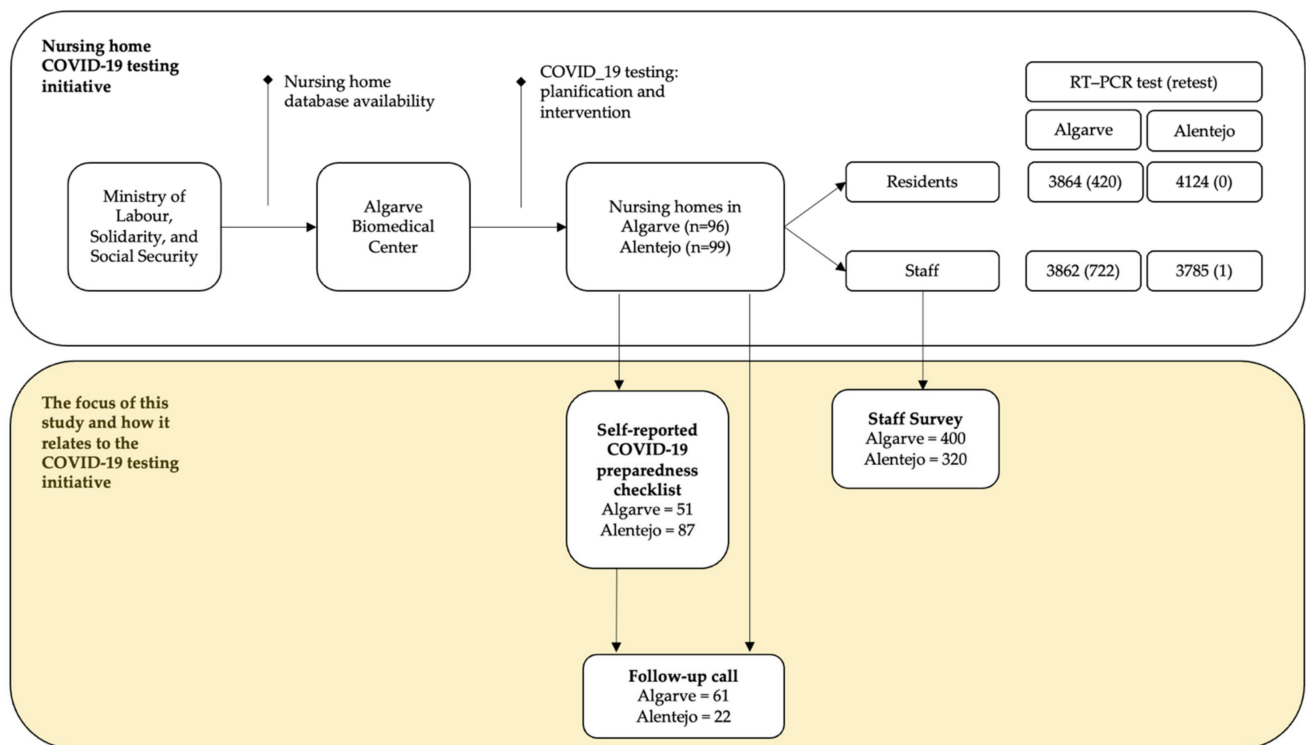 Nursing home
COVID-19 testing
initiative
Nursing home
database availability
COVID_19 testing:
planification and
intervention
RT–PCR test (retest)
Algarve
Alentejo
Ministry of
Labour,
Solidarity, and
Social Security
Algarve
Biomedical
Center
Nursing homes in
Algarve (n=96)
Alentejo (n=99)
Residents
3864 (420)
4124 (0)
Staff
3862 (722)
3785 (1)
The focus of this
study and how it
relates to the
COVID-19 testing
initiative
Self-reported
COVID-19
preparedness
checklist
Algarve = 51
Alentejo = 87
Staff Survey
Algarve = 400
Alentejo = 320
Follow-up call
Algarve = 61
Alentejo = 22